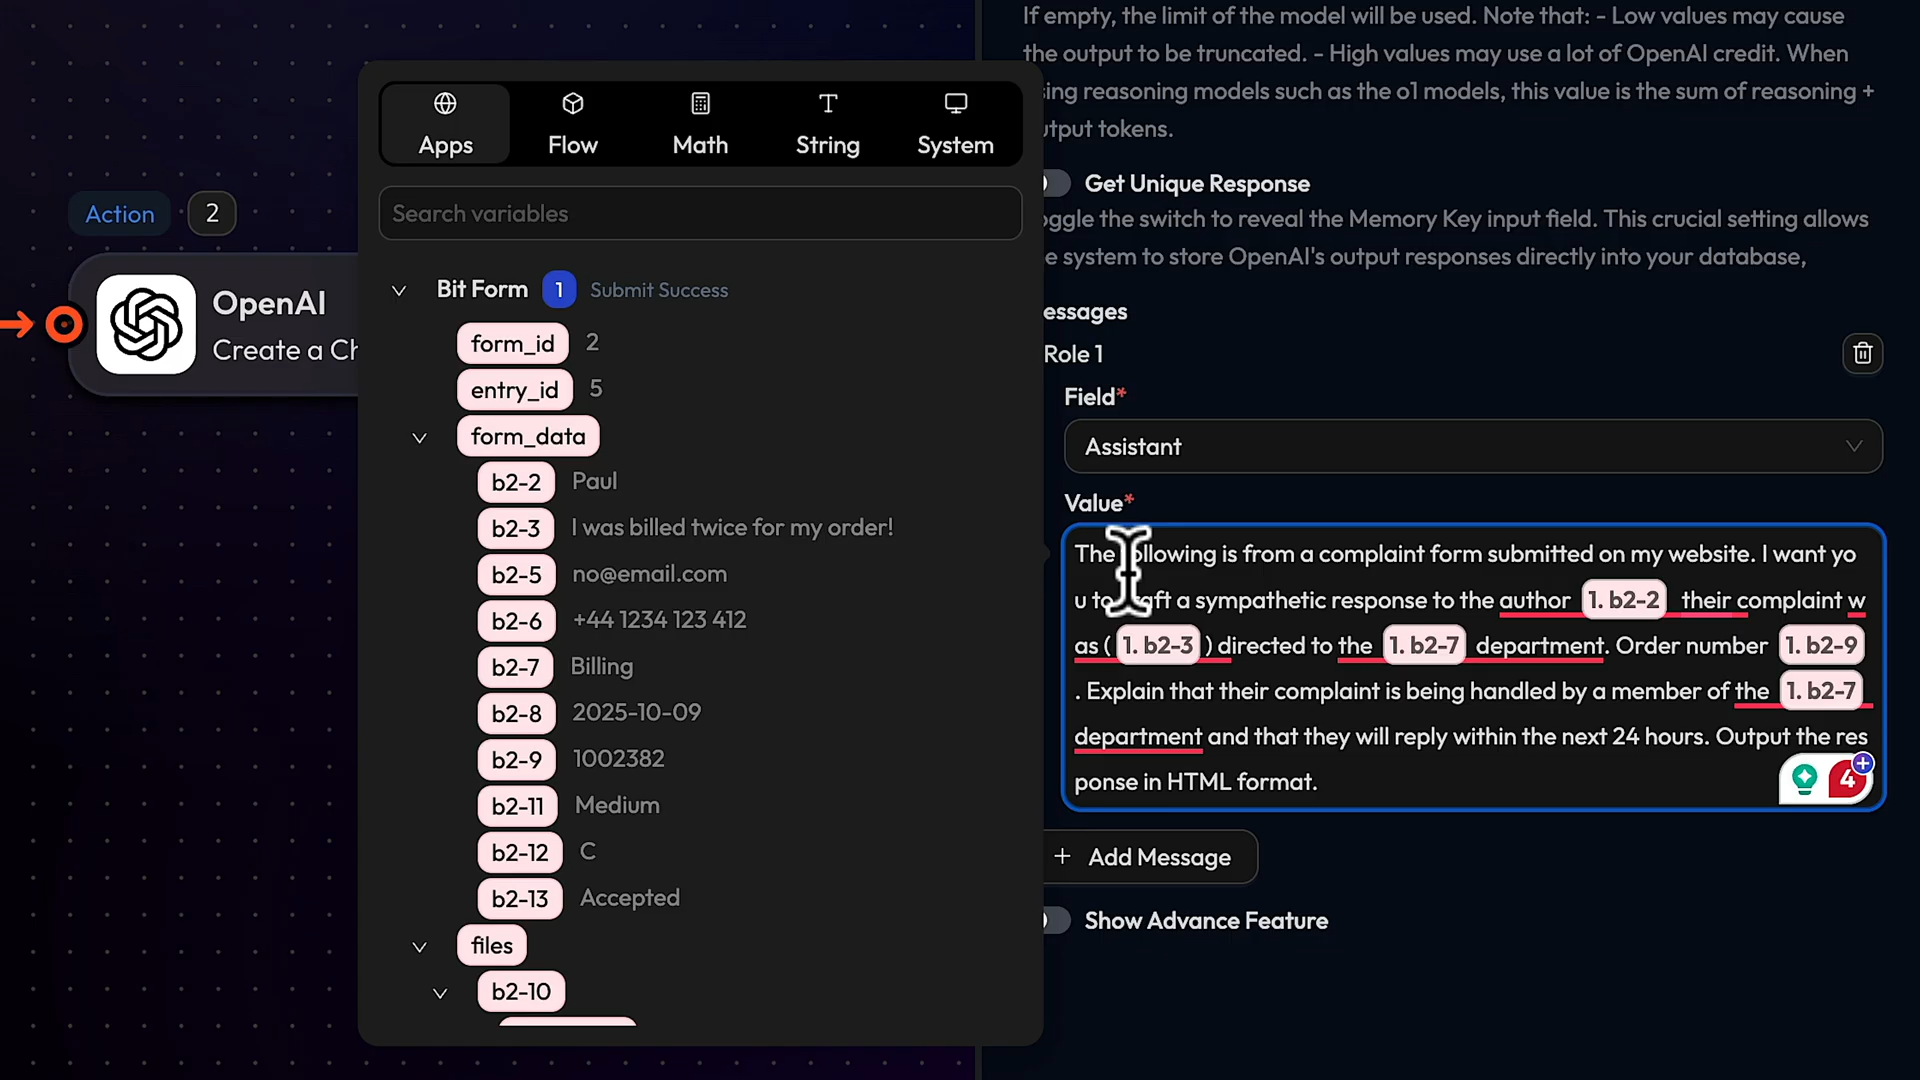 If empty, the limit of the model will be used. Note that: - Low values may cause
the output to be truncated. - High values may use a lot of OpenAI credit. When
ing reasoning models such as the o1 models, this value is the sum of reasoning +
utput tokens.
Get Unique Response
oggle the switch to reveal the Memory Key input field. This crucial setting allows
e system to store OpenAI's output responses directly into your database,
essages
Role 1
Field*
Assistant
Value*
The ollowing is from a complaint form submitted on my website. I want yo
u to aft a sympathetic response to the author 1. b2-2 their complaint w
as ( 1. b2-3 ) directed to the 1. b2-7 department. Order number 1. b2-9
. Explain that their complaint is being handled by a member of the 1. b2-7
department and that they will reply within the next 24 hours. Output the res
ponse in HTML format.
4
+ Add Message
Show Advance Feature
Apps
Flow
Math
String
System
Search variables
Bit Form 1 Submit Success
form_id 2
entry_id 5
form_data
b2-2 Paul
b2-3 I was billed twice for my order!
b2-5 no@email.com
b2-6 +44 1234 123 412
b2-7 Billing
b2-8 2025-10-09
b2-9 1002382
b2-11 Medium
b2-12 C
b2-13 Accepted
files
b2-10
Action 2
OpenAI
Create a Ch